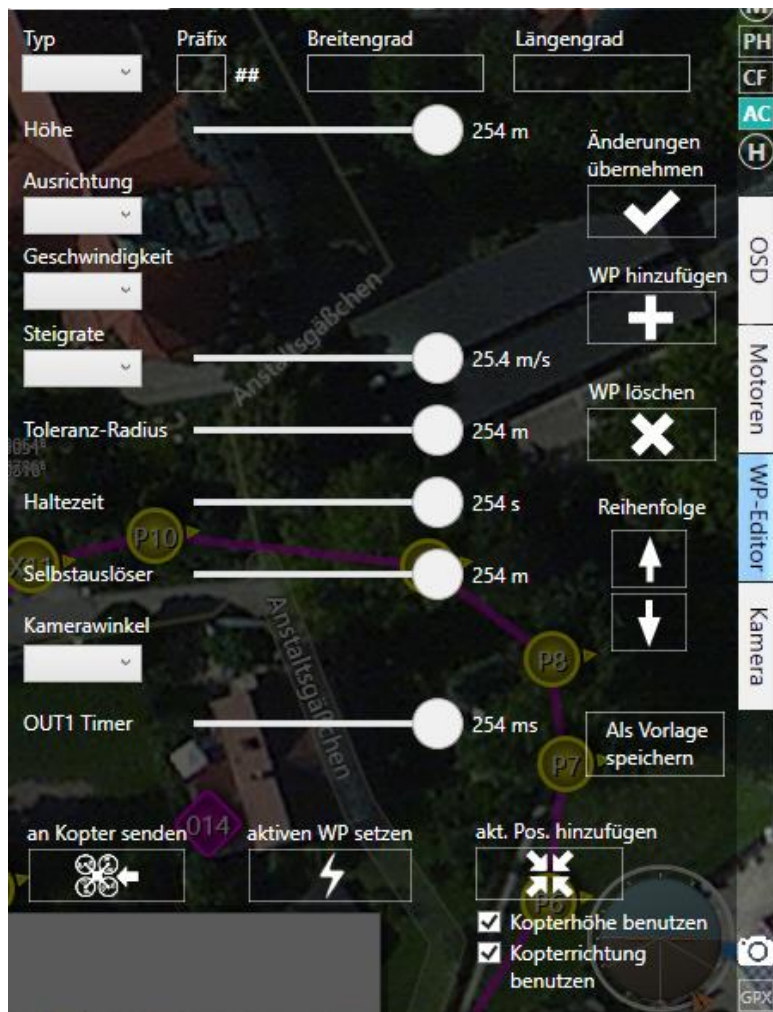 Typ
Präfix
Breitengrad
Längengrad
##
PH
CF
AC
H
Höhe
254 m
Änderungen
übernehmen
Ausrichtung
Geschwindigkeit
WP hinzufügen
OSD
Anstaltsgäßchen
Steigrate
25.4 m/s
WP löschen
Motoren
Toleranz-Radius
254 m
Haltezeit
254 s
Reihenfolge
WP-Editor
P10
Selbstauslöser
254 m
Anstaltsgäßchen
Kamerawinkel
P8
Kamera
OUT1 Timer
254 ms
Als Vorlage
speichern
P7
014
an Kopter senden
aktiven WP setzen
akt. Pos. hinzufügen
P6
Kopterhöhe benutzen
Kopterrichtung
benutzen
GPX